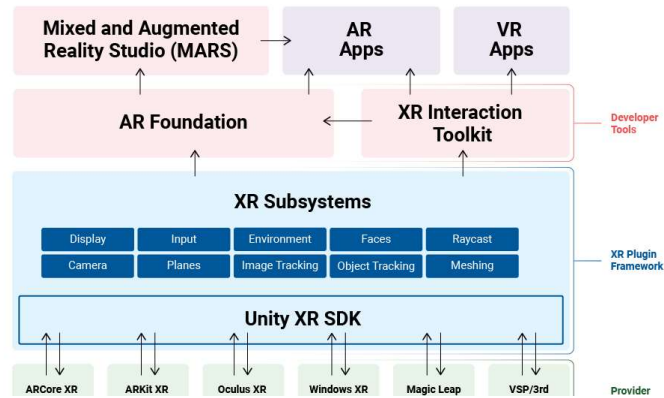 Mixed and Augmented
Reality Studio (MARS)
AR
Apps
VR
Apps
AR Foundation
XR Interaction
Toolkit
Developer
Tools
XR Subsystems
Display
Input
Environment
Faces
Raycast
Camera
Planes
Image Tracking
Object Tracking
Meshing
XR Plugin
Framework
Unity XR SDK
ARCore XR
ARKit XR
Oculus XR
Windows XR
Magic Leap
VSP/3rd
Provider